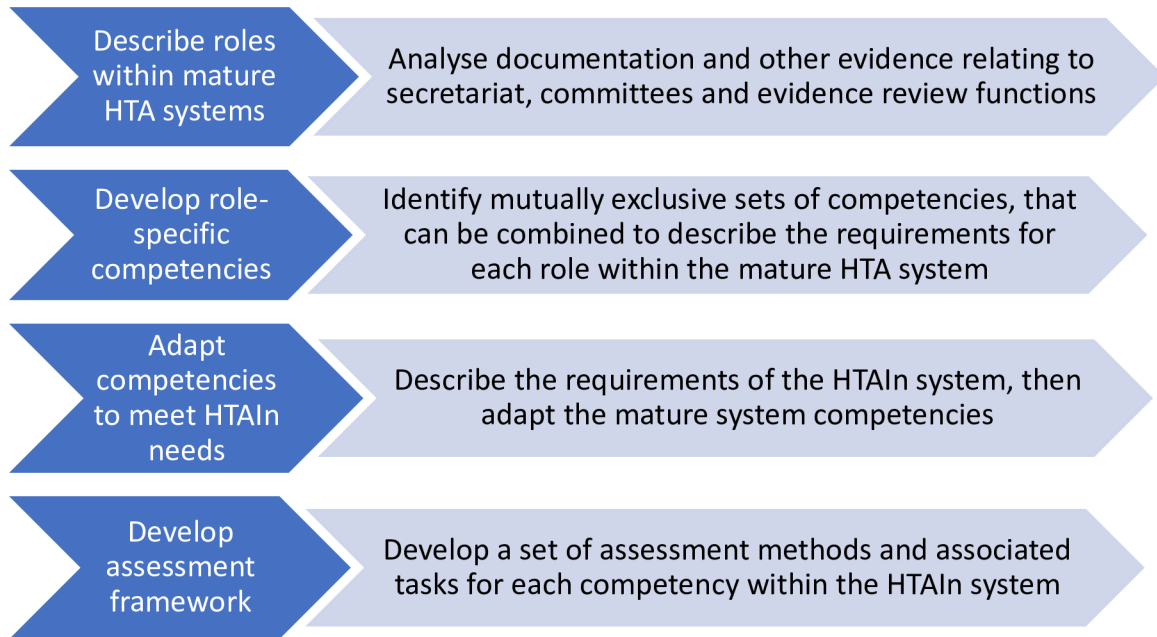 Describe roles
within mature
HTA systems
Analyse documentation and other evidence relating to
secretariat, committees and evidence review functions
Develop role-
specific
competencies
Identify mutually exclusive sets of competencies, that
can be combined to describe the requirements for
each role within the mature HTA system
Adapt
competencies
to meet HTAIn
needs
Describe the requirements of the HTAIn system, then
adapt the mature system competencies
Develop
assessment
framework
Develop a set of assessment methods and associated
tasks for each competency within the HTAIn system